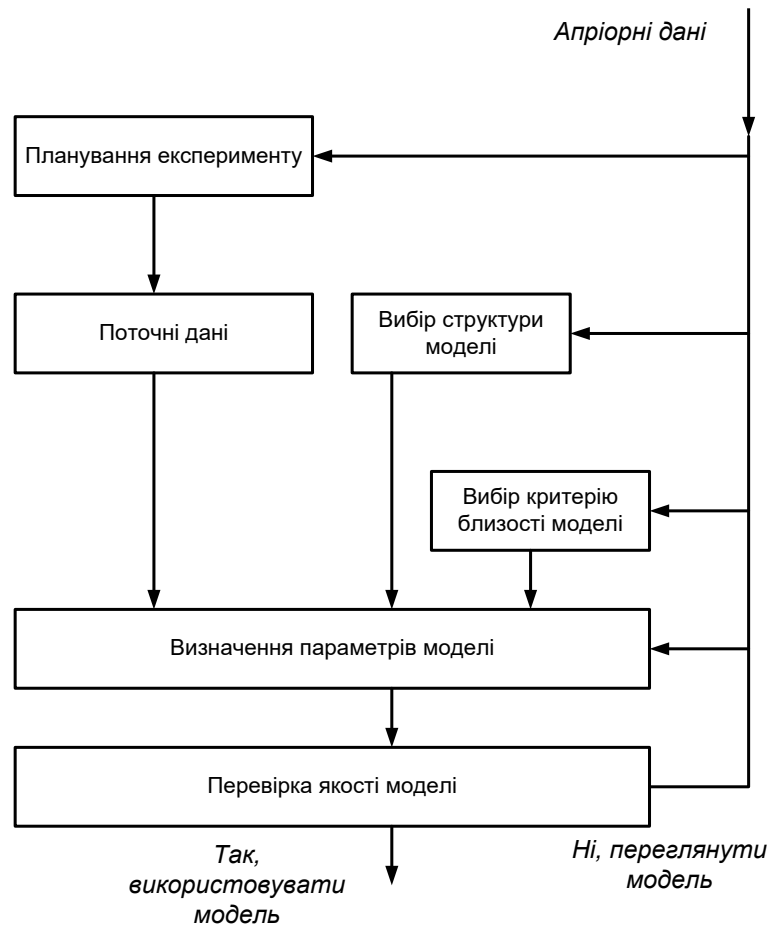 Апріорні дані
Планування експерименту
Поточні дані
Вибір структури
моделі
Вибір критерію
близості моделі
Визначення параметрів моделі
Перевірка якості моделі
Так,
використовувати
модель
Ні, переглянути
модель